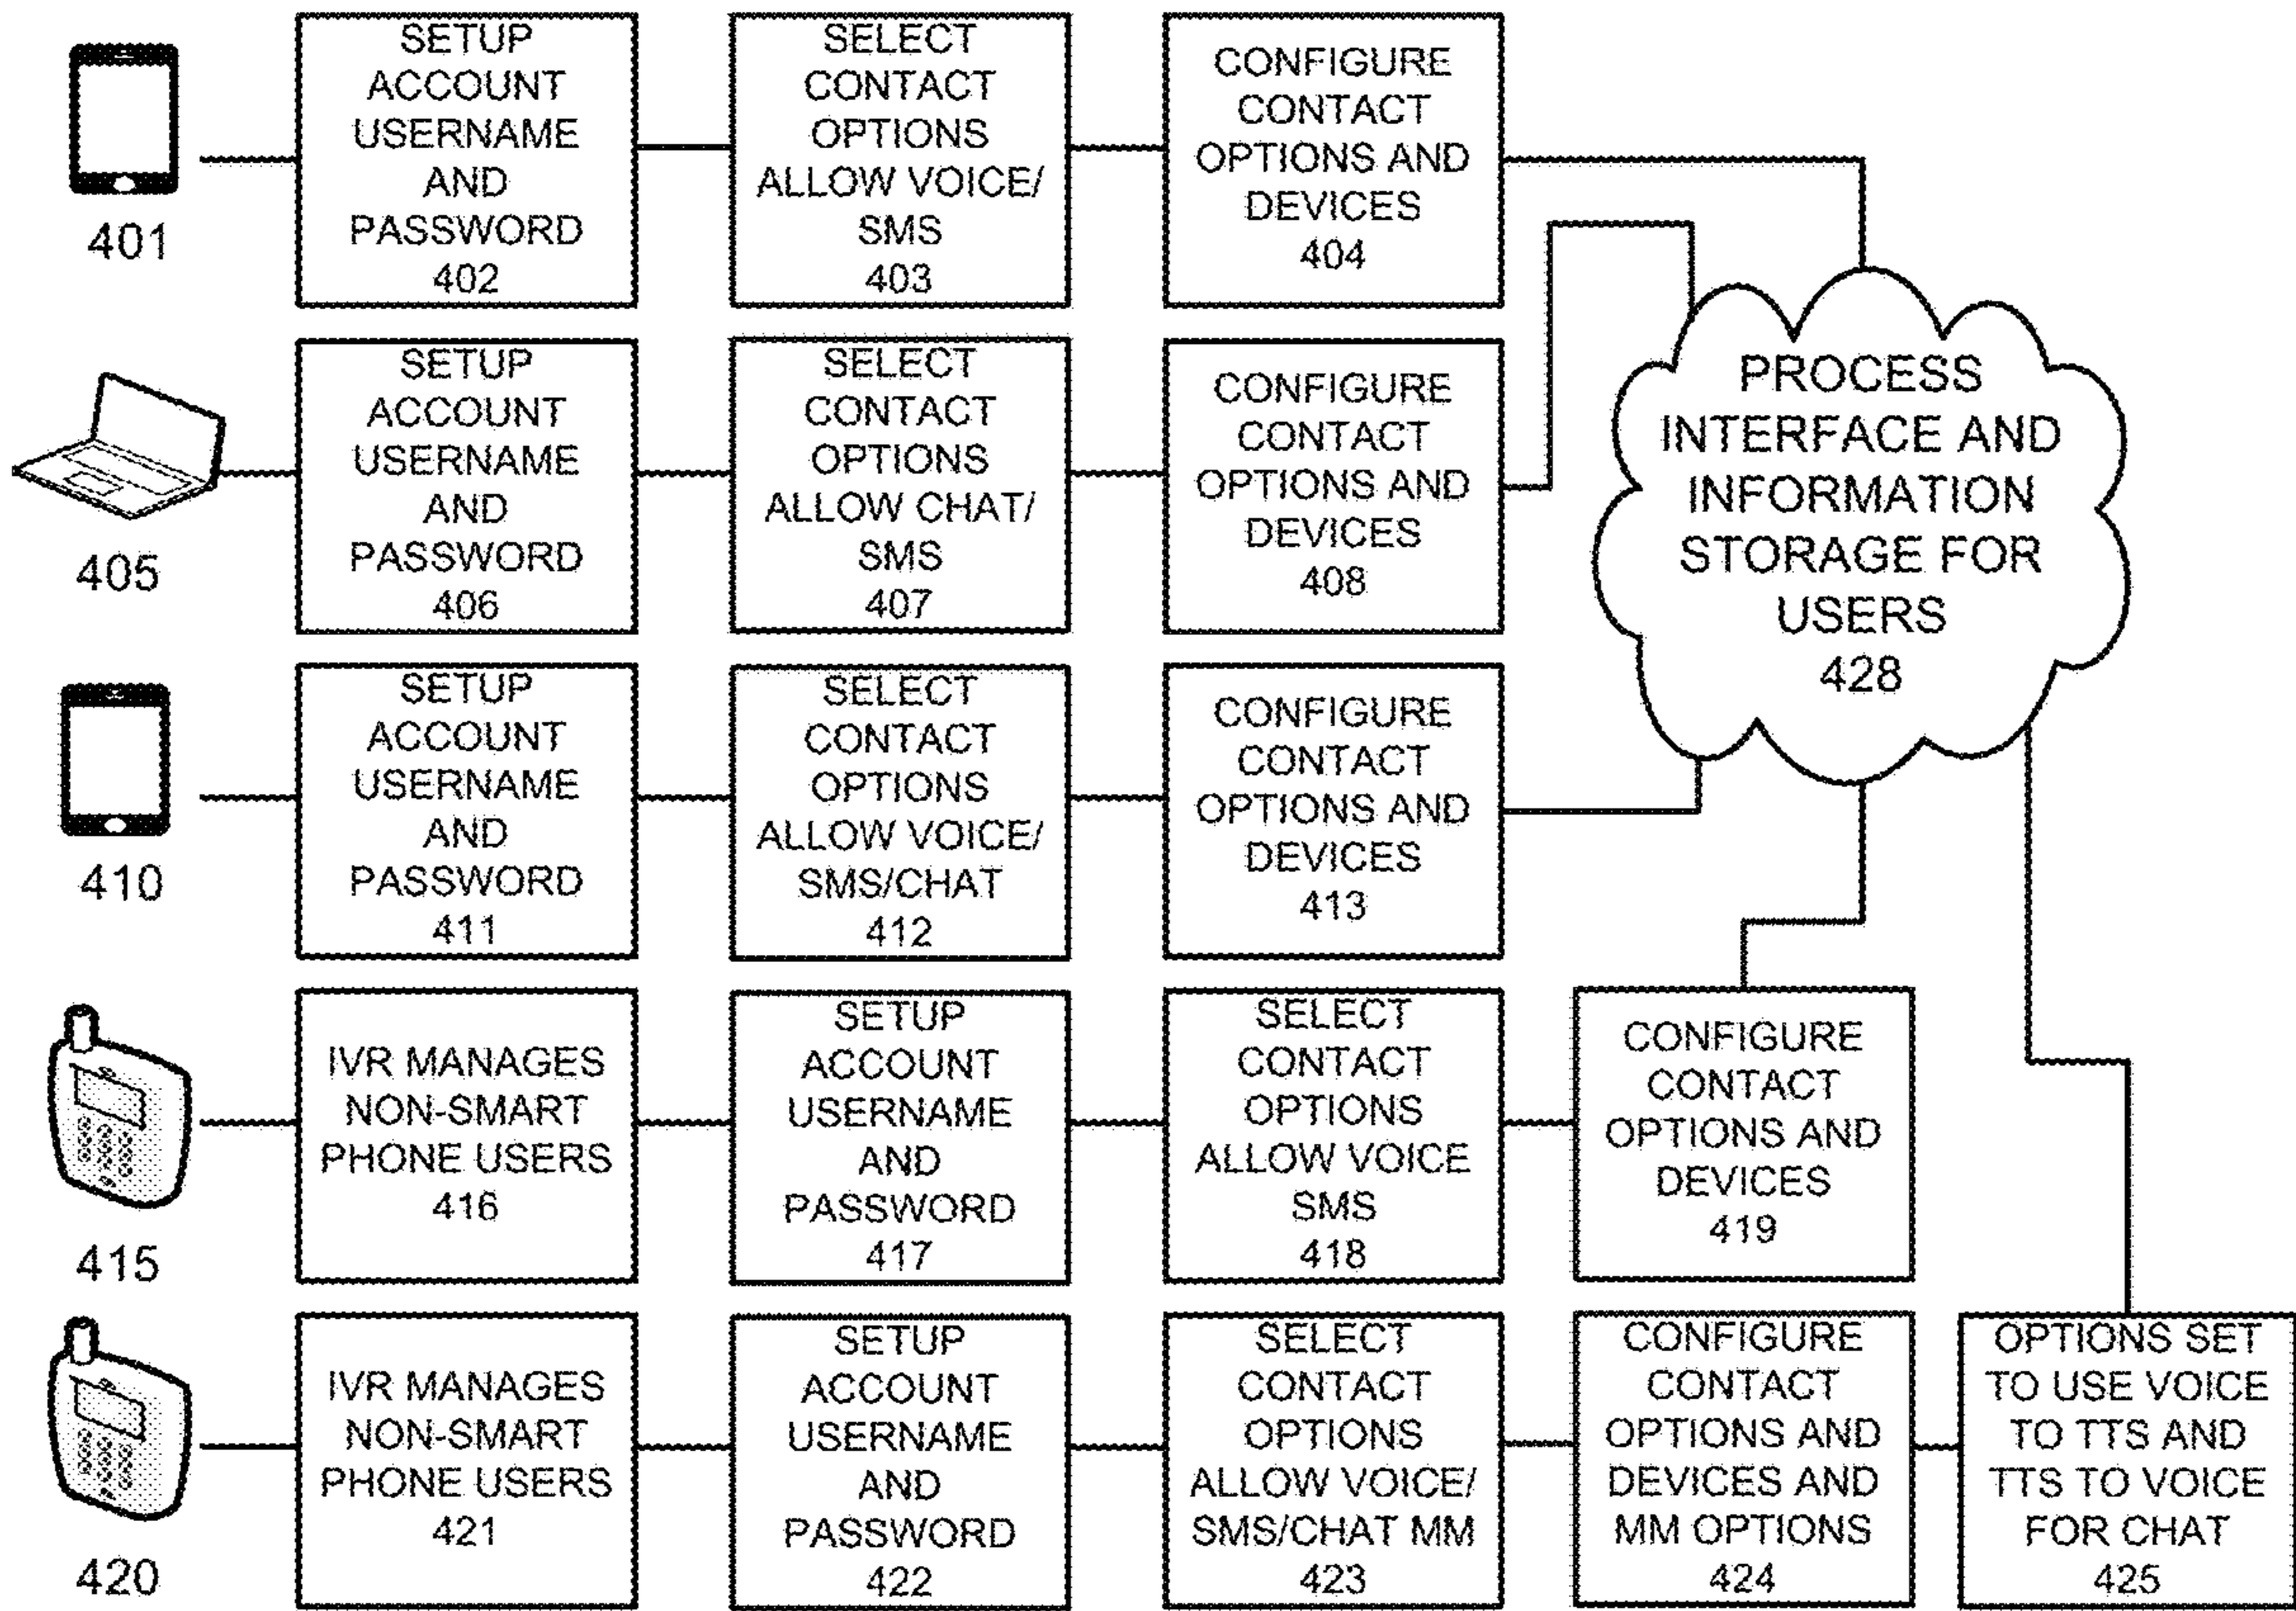 401
SETUP
ACCOUNT
USERNAME
AND
PASSWORD
402
SELECT
CONTACT
OPTIONS
ALLOW VOICE/
SMS
403
CONFIGURE
CONTACT
OPTIONS AND
DEVICES
404
405
SETUP
ACCOUNT
USERNAME
AND
PASSWORD
406
SELECT
CONTACT
OPTIONS
ALLOW CHAT/
SMS
407
CONFIGURE
CONTACT
OPTIONS AND
DEVICES
408
PROCESS
INTERFACE AND
INFORMATION
STORAGE FOR
USERS
428
410
SETUP
ACCOUNT
USERNAME
AND
PASSWORD
411
SELECT
CONTACT
OPTIONS
ALLOW VOICE/
SMS/CHAT
412
CONFIGURE
CONTACT
OPTIONS AND
DEVICES
413
415
IVR MANAGES
NON-SMART
PHONE USERS
416
SETUP
ACCOUNT
USERNAME
AND
PASSWORD
417
SELECT
CONTACT
OPTIONS
ALLOW VOICE
SMS
418
CONFIGURE
CONTACT
OPTIONS AND
DEVICES
419
420
IVR MANAGES
NON-SMART
PHONE USERS
421
SETUP
ACCOUNT
USERNAME
AND
PASSWORD
422
SELECT
CONTACT
OPTIONS
ALLOW VOICE/
SMS/CHAT MM
423
CONFIGURE
CONTACT
OPTIONS AND
DEVICES AND
MM OPTIONS
424
OPTIONS SET
TO USE VOICE
TO TTS AND
TTS TO VOICE
FOR CHAT
425